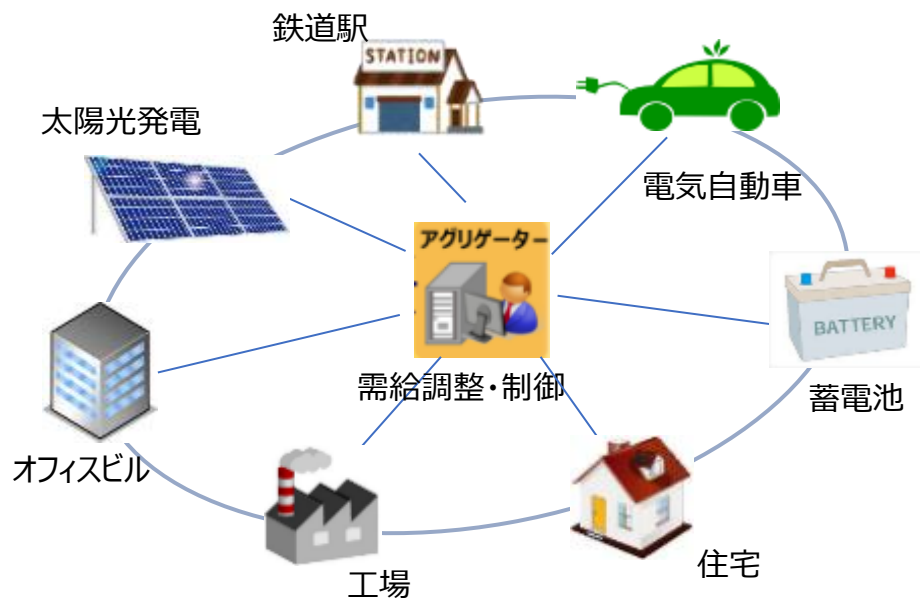 鉄道駅
STATION
太陽光発電
電気自動車
アグリゲーター
BATTERY
需給調整・制御
蓄電池
オフィスビル
住宅
工場